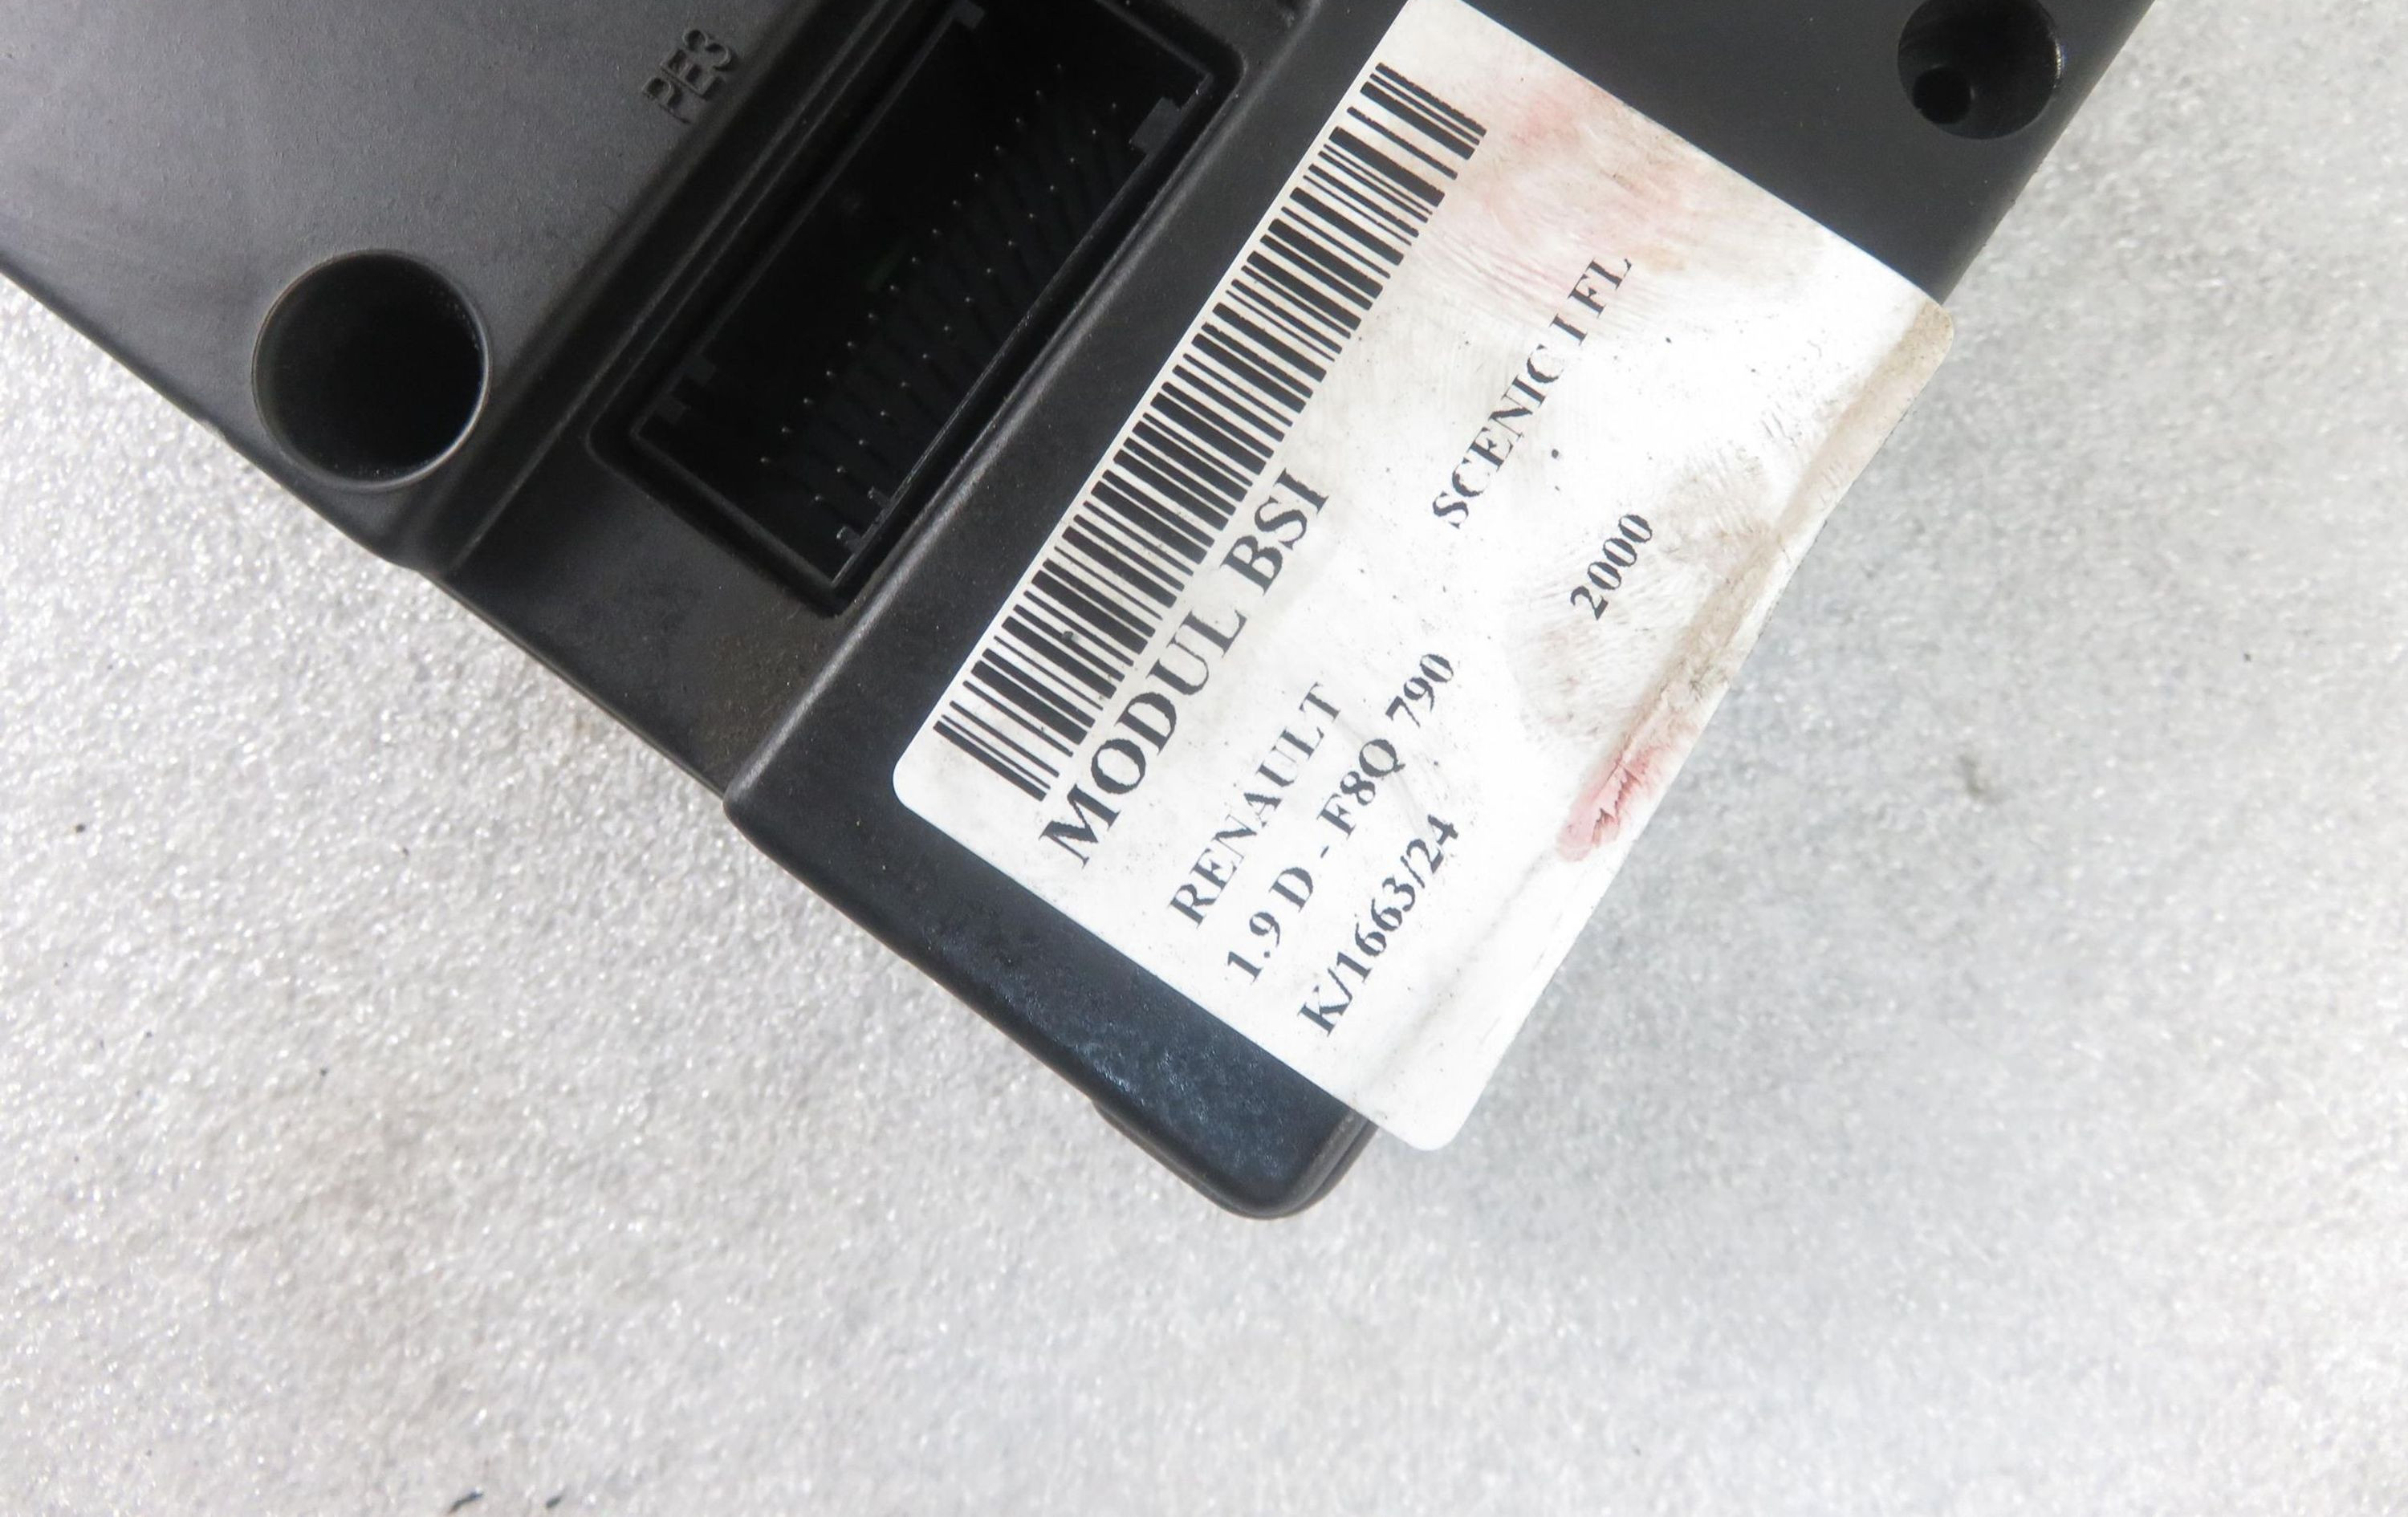 PE3
MODUL BSI
RENAULT SCENIC I FL
1.9 D - F8Q 790 2000
K/1663/24